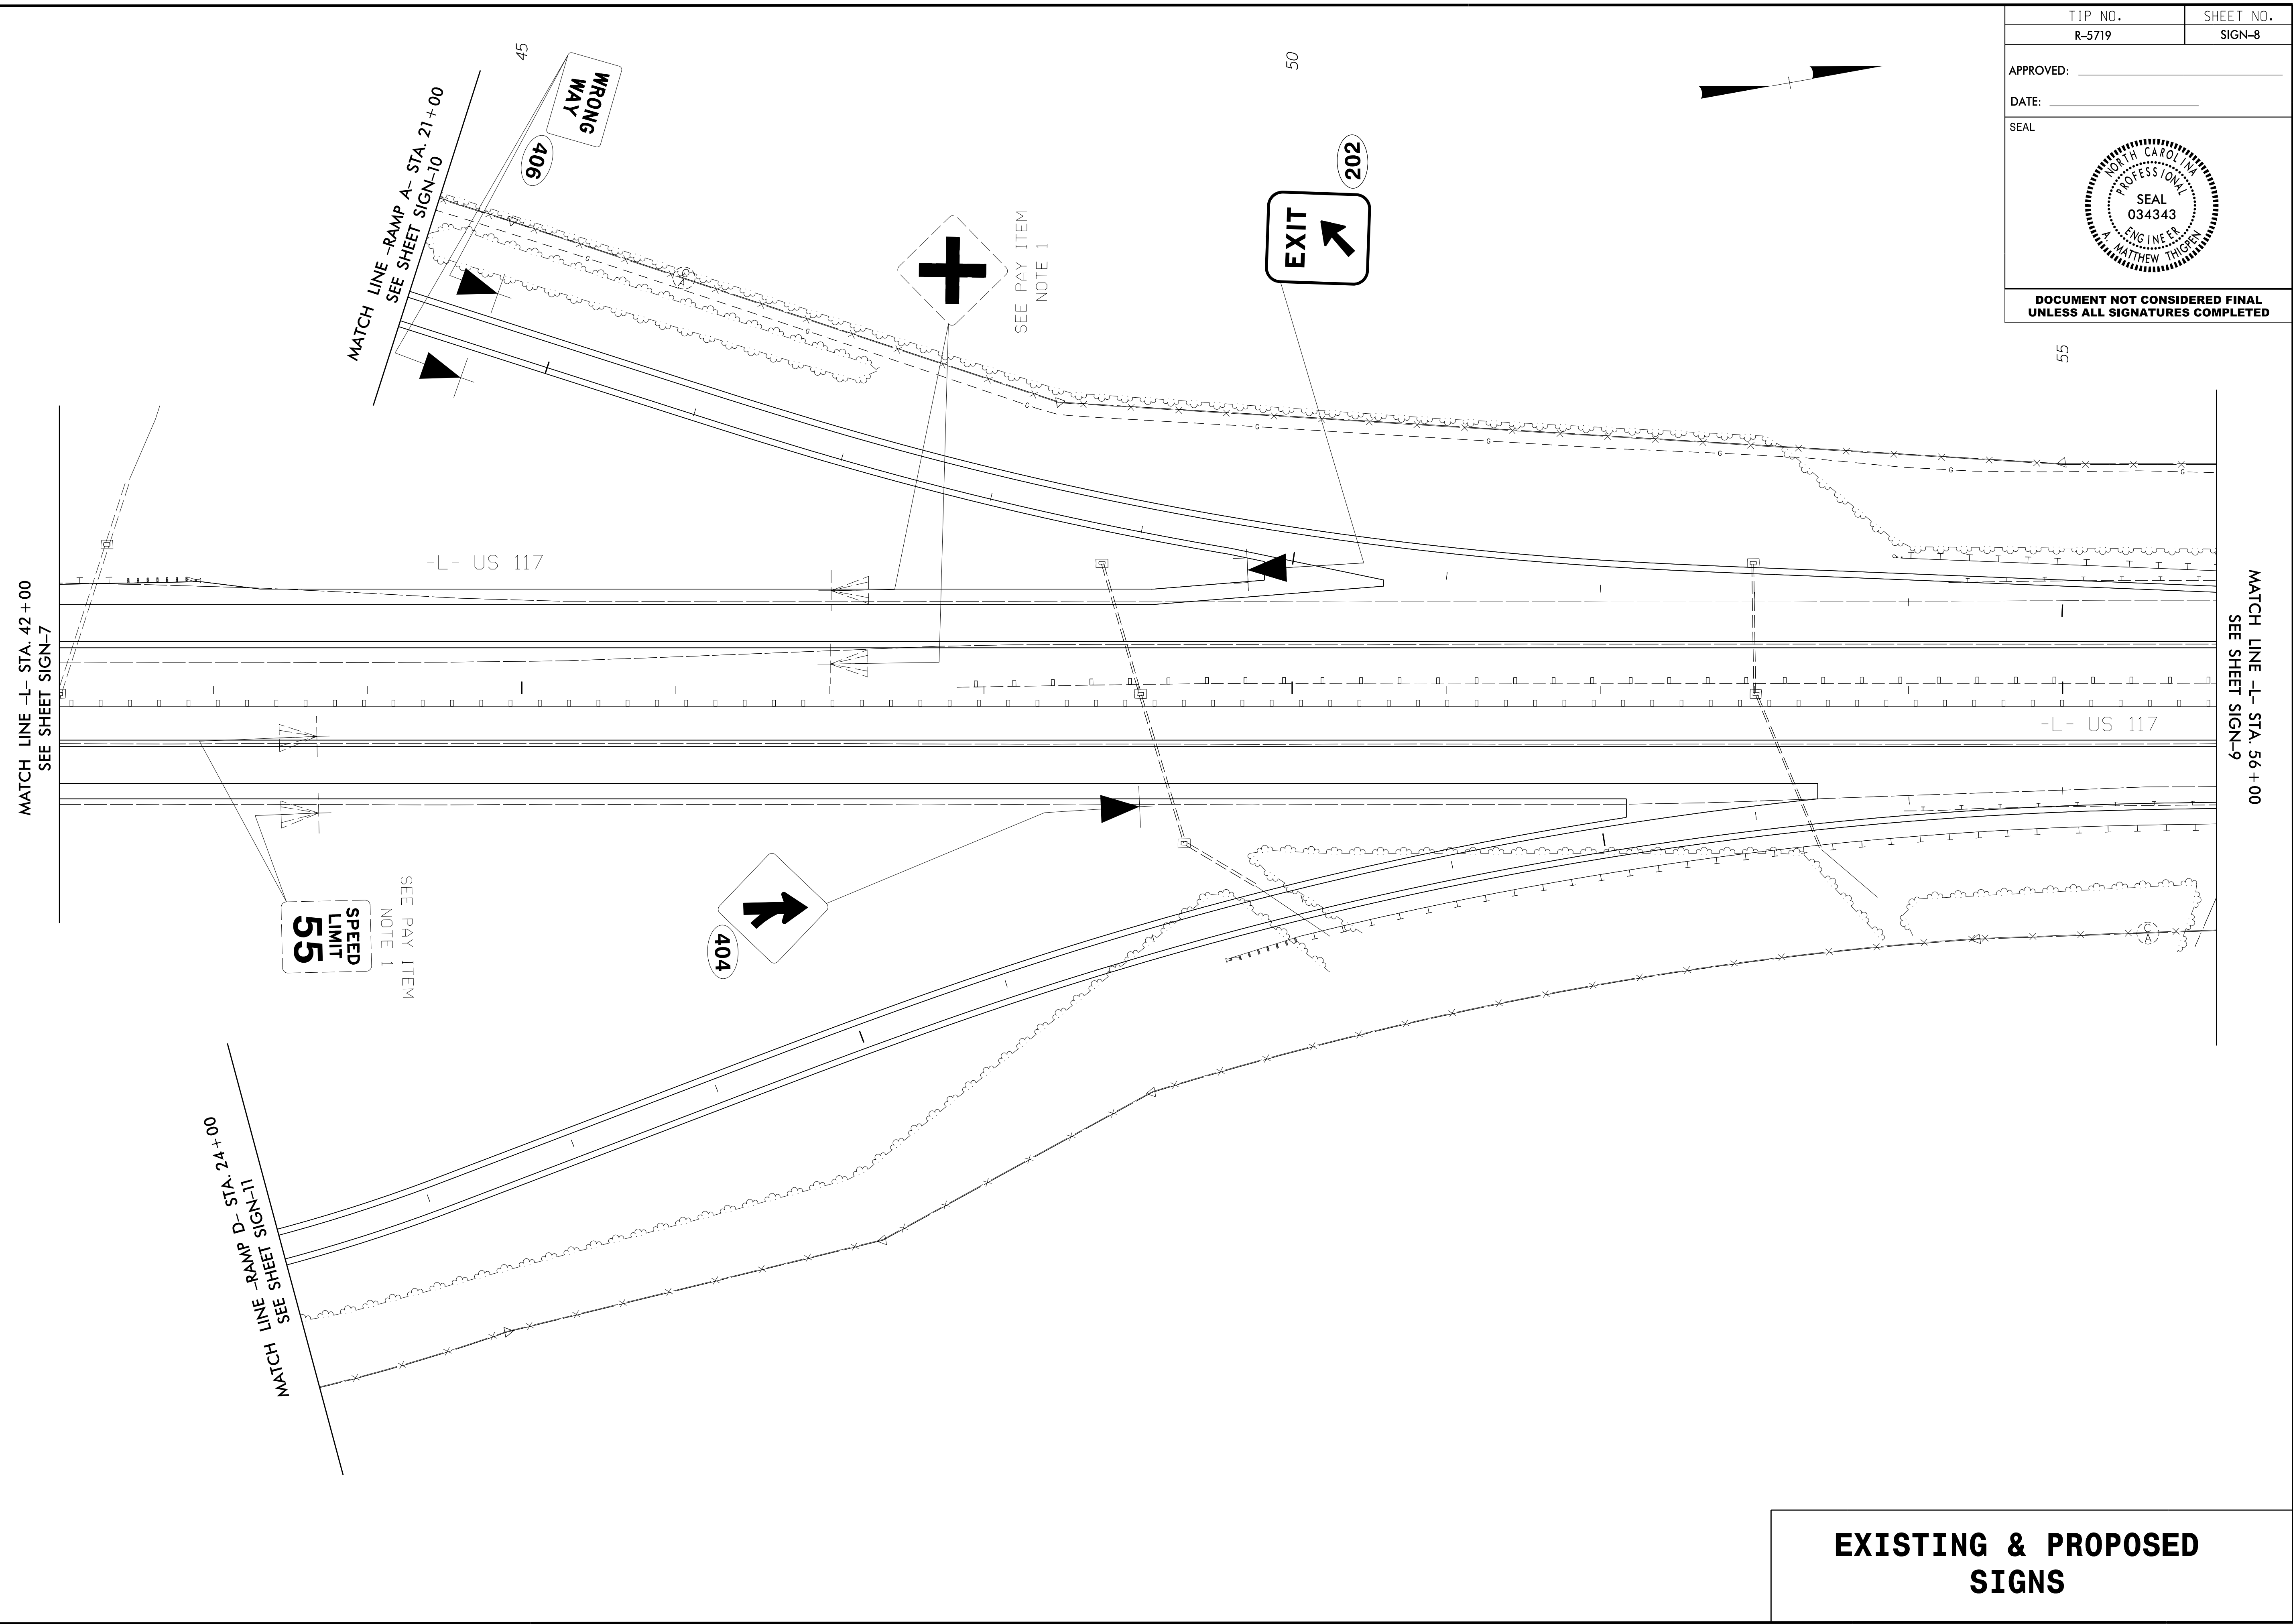 TIP NO.
SHEET NO.
R-5719
SIGN-8
APPROVED:
DATE:
SEAL
NORTH CAROLINA
PROFESSIONAL
SEAL
034343
ENGINEER
A. MATTHEW THIGPEN
DOCUMENT NOT CONSIDERED FINAL
UNLESS ALL SIGNATURES COMPLETED
45
50
55
MATCH LINE -RAMP A- STA. 21+00
SEE SHEET SIGN-10
WRONG
WAY
406
SEE PAY ITEM
NOTE 1
EXIT
202
G
G
G
G
G
G
G
G
C
A
-L- US 117
MATCH LINE -L- STA. 42+00
SEE SHEET SIGN-7
MATCH LINE -L- STA. 56+00
SEE SHEET SIGN-9
-L- US 117
SPEED
LIMIT
55
SEE PAY ITEM
NOTE 1
404
C
A
MATCH LINE -RAMP D- STA. 24+00
SEE SHEET SIGN-11
EXISTING & PROPOSED
SIGNS